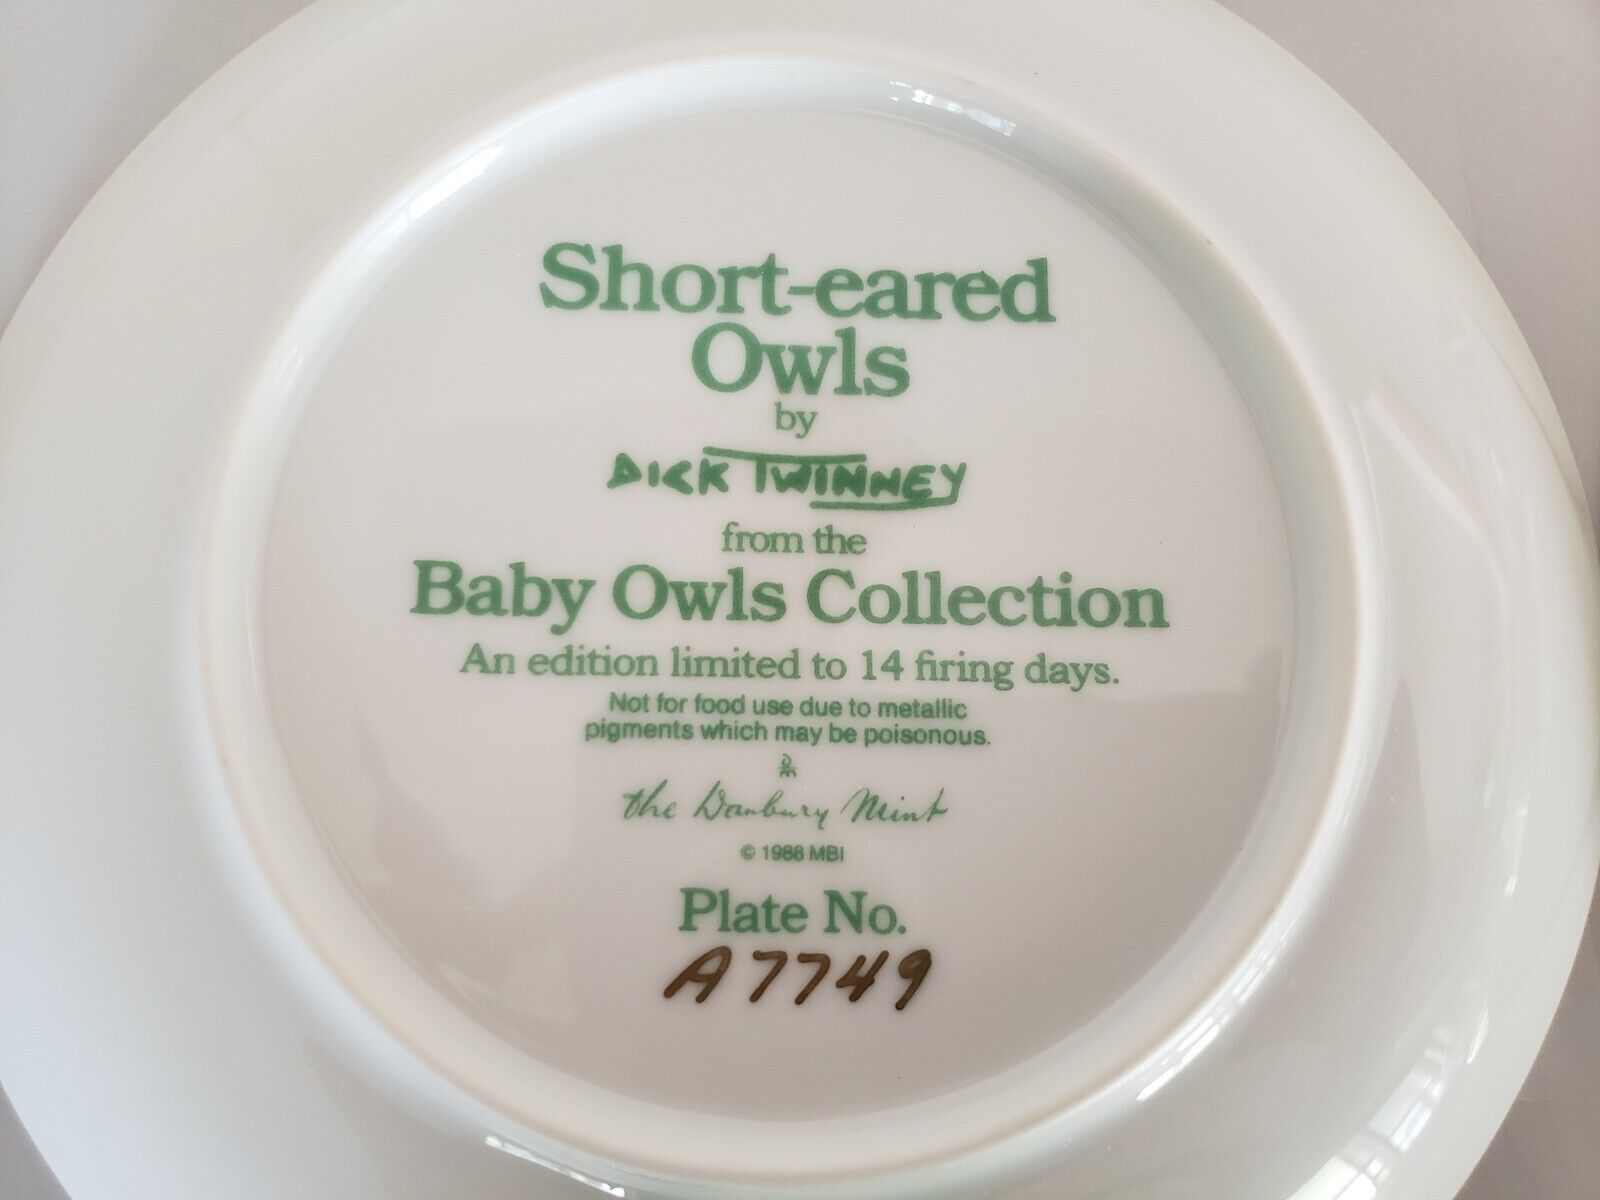 Short-eared
Owls
by
DICK TWINNEY
from the
Baby Owls Collection
An edition limited to 14 firing days.
Not for food use due to metallic
pigments which may be poisonous.
the Danbury Mint
© 1988 MBI
Plate No.
A7749